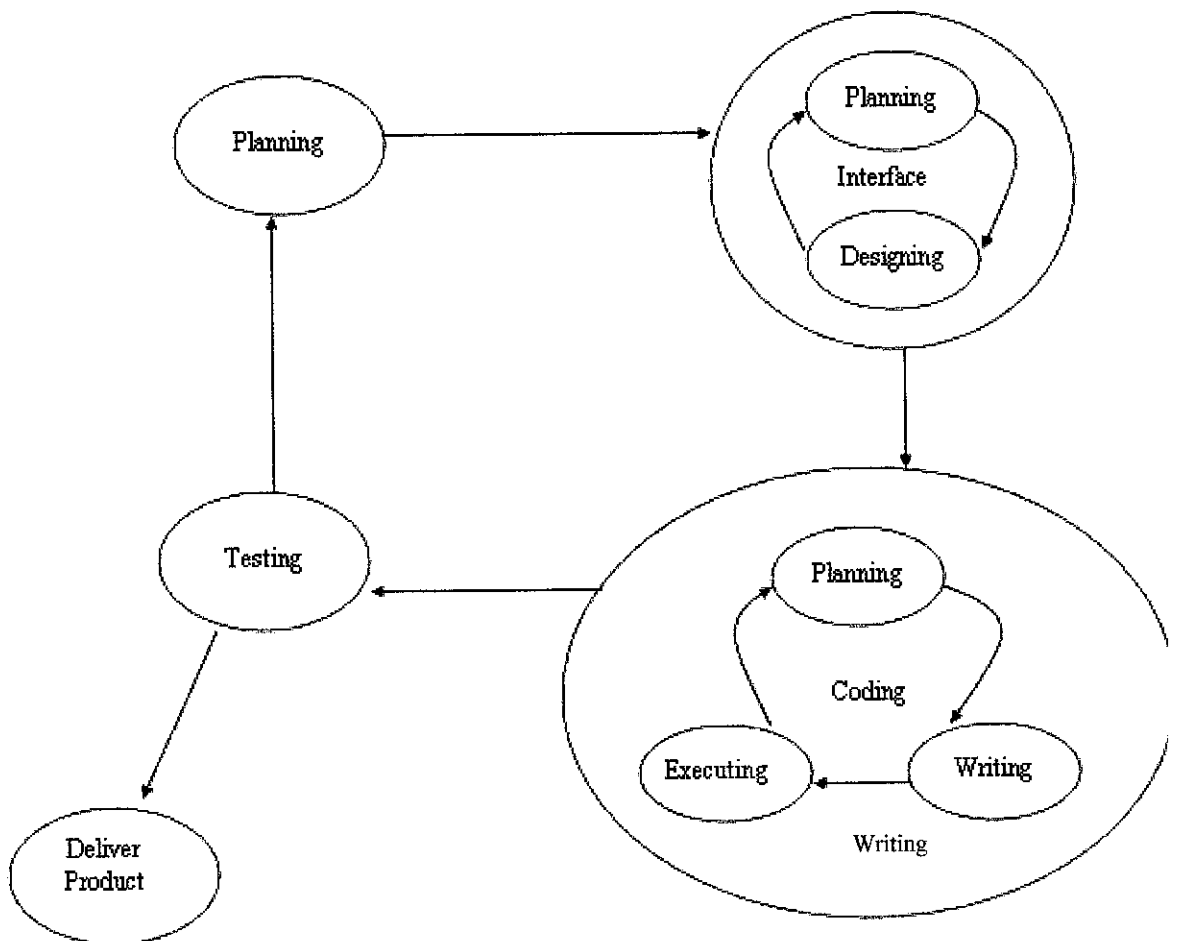 Planning
Planning
Interface
Designing
Testing
Planning
Coding
Executing
Writing
Writing
Deliver
Product